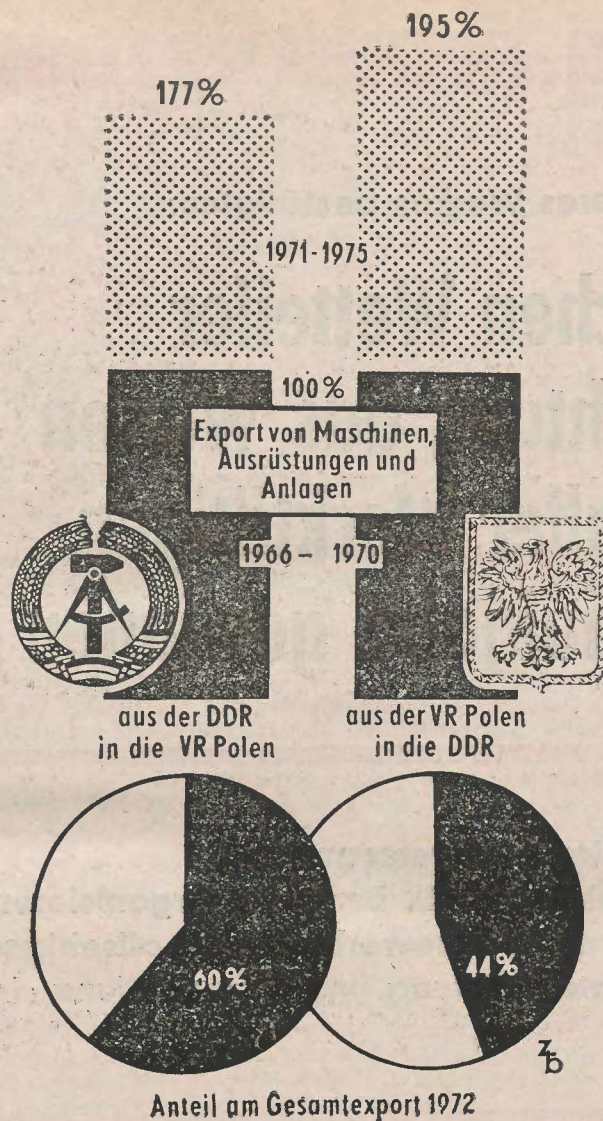 195%
177%
1971-1975
100%
Export von Maschinen,
Ausrüstungen und
Anlagen
1966 – 1970
aus der DDR
in die VR Polen
aus der VR Polen
in die DDR
60%
44%
Anteil am Gesamtexport 1972